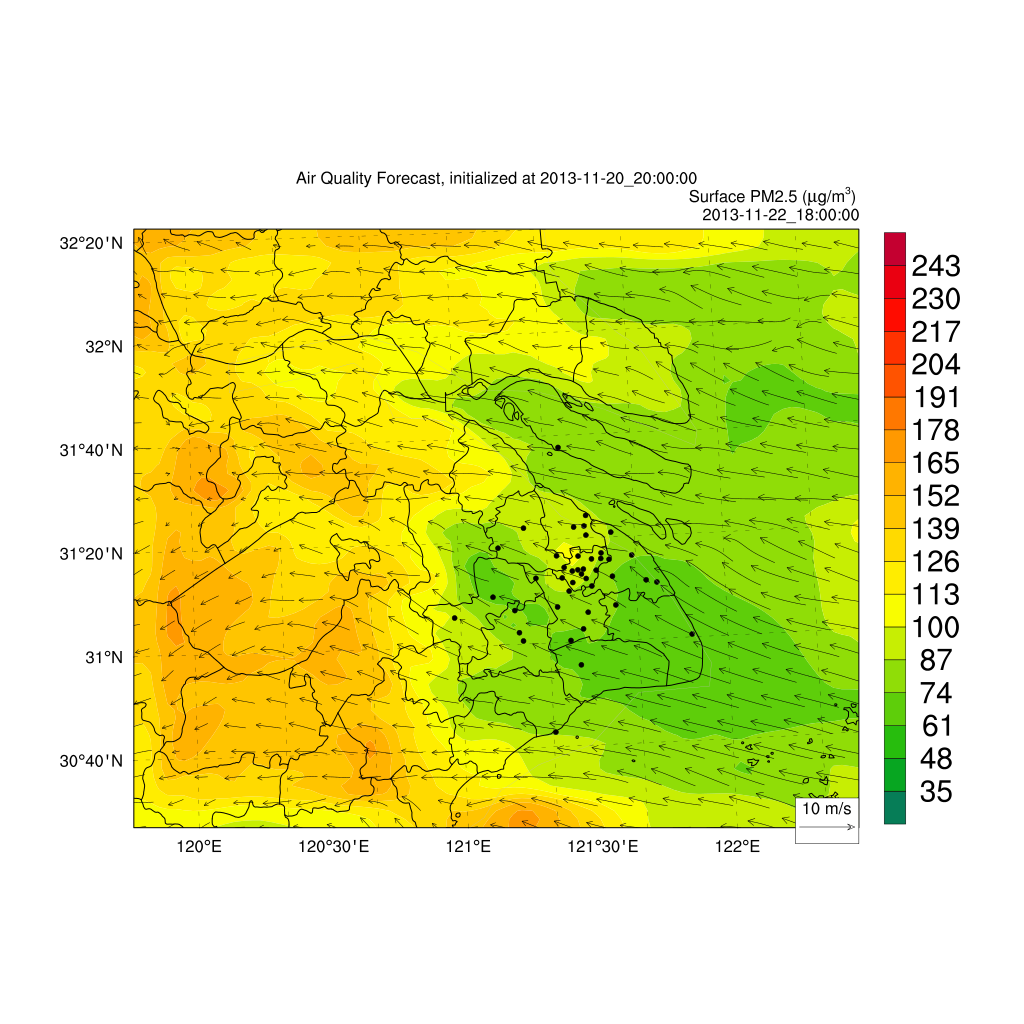 Air Quality Forecast, initialized at 2013-11-20_20:00:00
Surface PM2.5 (µg/m³)
2013-11-22_18:00:00
32°20'N
32°N
31°40'N
31°20'N
31°N
30°40'N
120°E
120°30'E
121°E
121°30'E
122°E
10 m/s
243
230
217
204
191
178
165
152
139
126
113
100
87
74
61
48
35